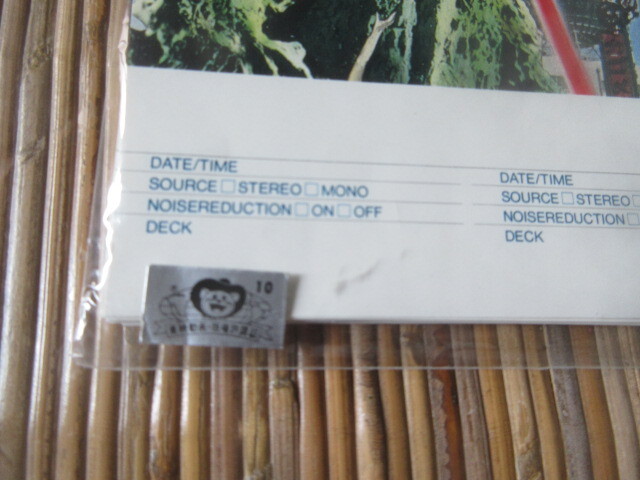 DATE/TIME
SOURCE□STEREO□MONO
NOISEREDUCTION□ON□OFF
DECK
DATE/TIME
SOURCE□STEREO□
NOISEREDUCTION□
DECK
10